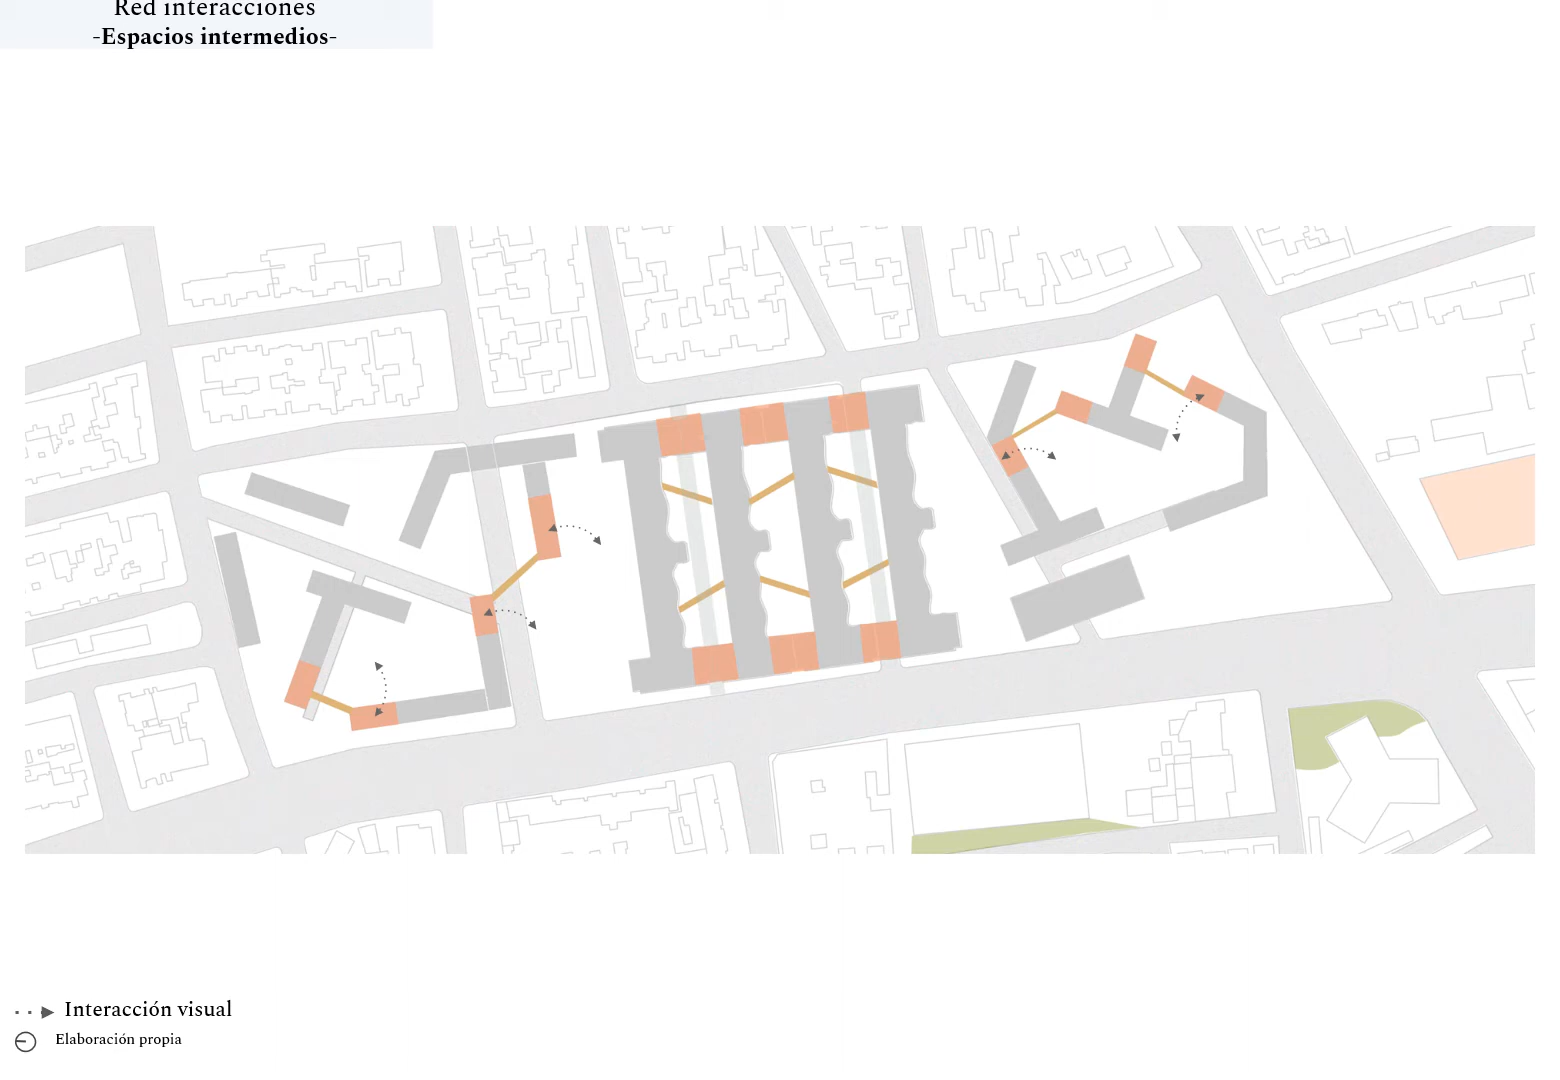 Red interacciones
-Espacios intermedios-
Interacción visual
Elaboración propia